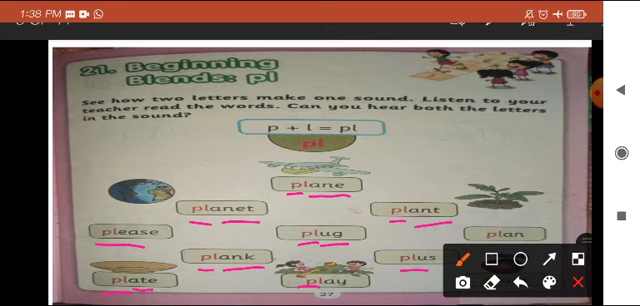 1:38 PM
21. Beginning
Blends: pl
See how two letters make one sound. Listen to your
teacher read the words. Can you hear both the letters
in the sound?
p + l = pl
pl
plane
planet
plant
please
plug
plan
plank
plus
plate
play
27